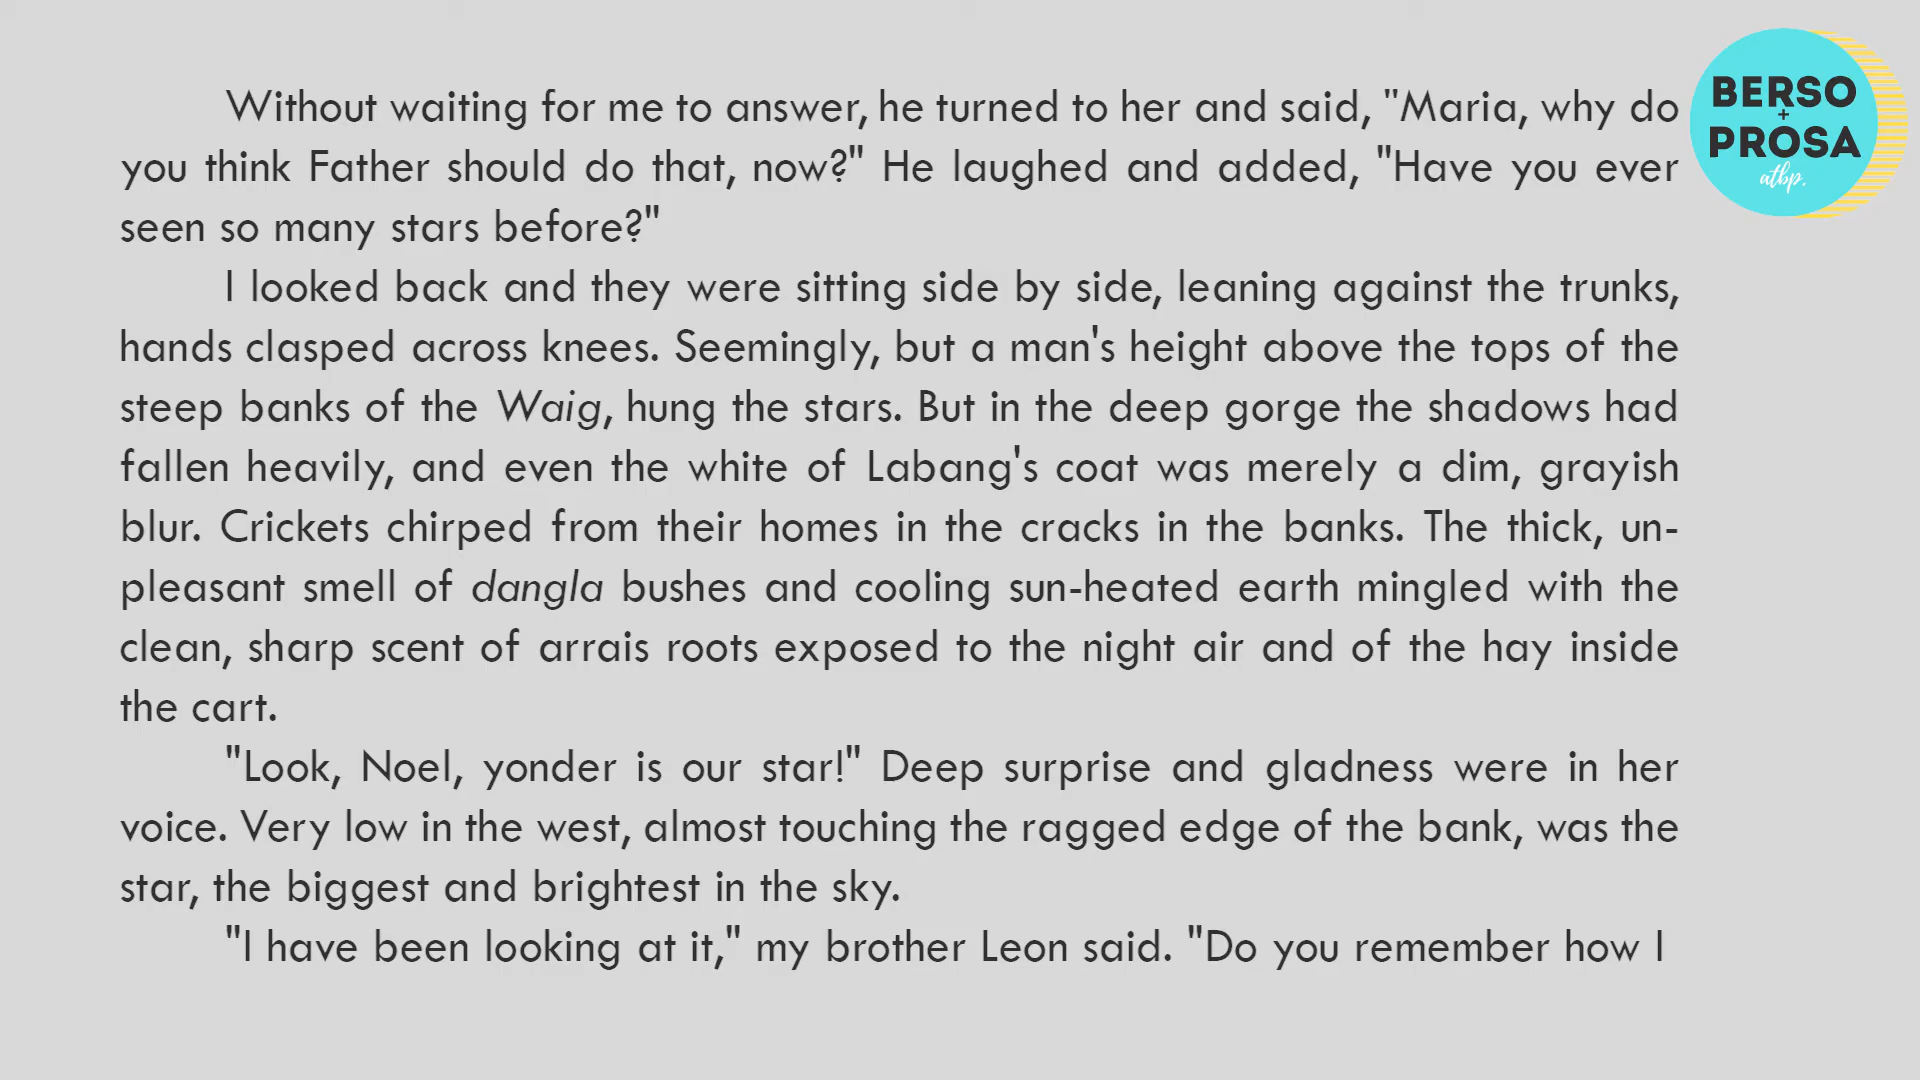 Without waiting for me to answer, he turned to her and said, "Maria, why do
you think Father should do that, now?" He laughed and added, "Have you ever
seen so many stars before?"
I looked back and they were sitting side by side, leaning against the trunks,
hands clasped across knees. Seemingly, but a man's height above the tops of the
steep banks of the Waig, hung the stars. But in the deep gorge the shadows had
fallen heavily, and even the white of Labang's coat was merely a dim, grayish
blur. Crickets chirped from their homes in the cracks in the banks. The thick, un-
pleasant smell of dangla bushes and cooling sun-heated earth mingled with the
clean, sharp scent of arrais roots exposed to the night air and of the hay inside
the cart.
"Look, Noel, yonder is our star!" Deep surprise and gladness were in her
voice. Very low in the west, almost touching the ragged edge of the bank, was the
star, the biggest and brightest in the sky.
"I have been looking at it," my brother Leon said. "Do you remember how I
BERSO
+
PROSA
atbp.